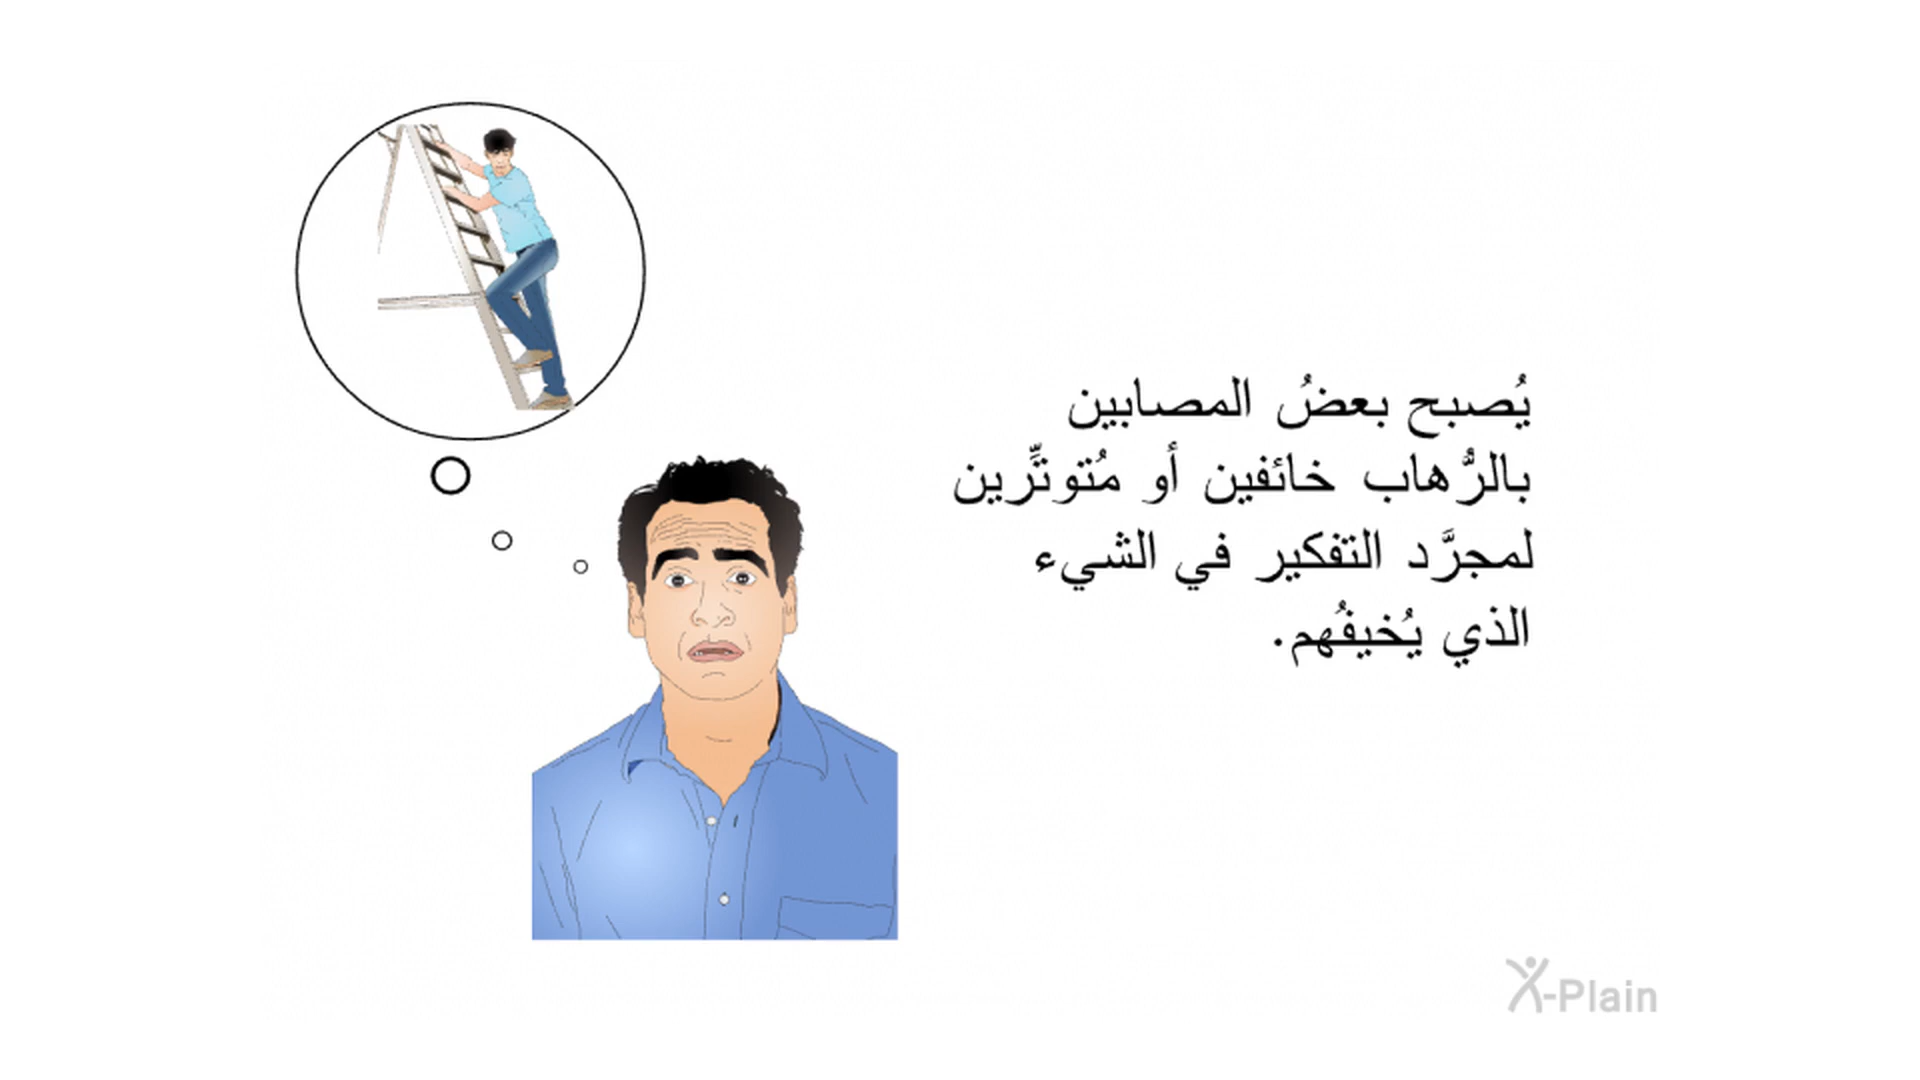 يُصبح بعضُ المصابين
بالرُّهاب خائفين أو مُتوتِّرين
لمجرَّد التفكير في الشيء
الذي يُخيفُهم.
X-Plain